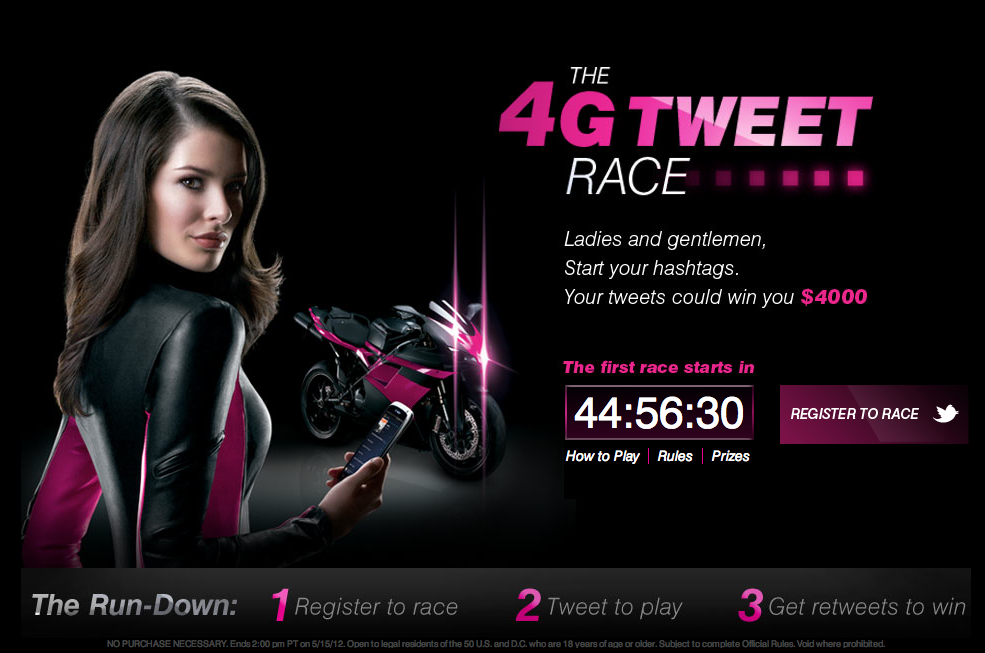 THE
4G TWEET
RACE
Ladies and gentlemen,
Start your hashtags.
Your tweets could win you $4000
The first race starts in
44:56:30
REGISTER TO RACE
How to Play | Rules | Prizes
The Run-Down: 1 Register to race 2 Tweet to play 3 Get retweets to win
NO PURCHASE NECESSARY. Ends 2:00 pm PT on 5/15/12. Open to legal residents of the 50 U.S. and D.C. who are 18 years of age or older. Subject to complete Official Rules. Void where prohibited.